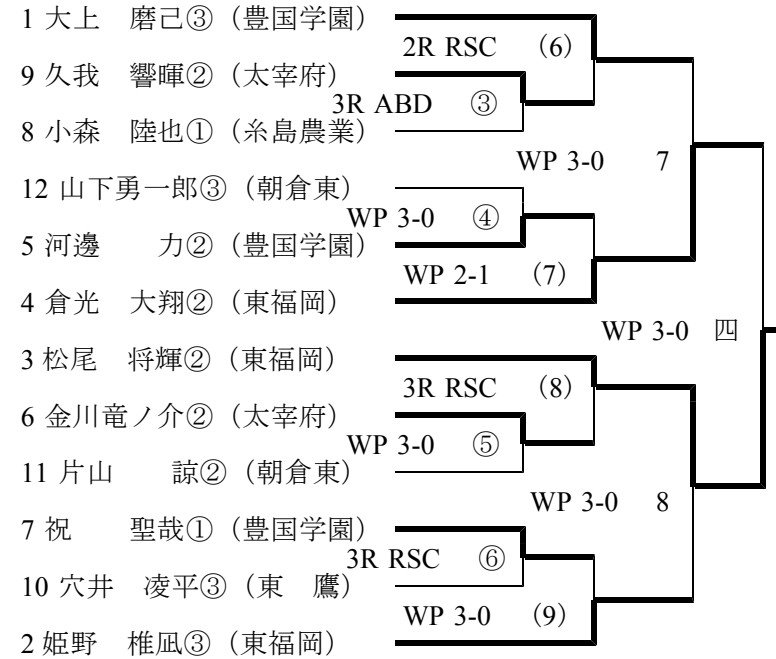 1 大上　磨己③（豊国学園）
2R RSC （6）
9 久我　響暉②（太宰府）
3R ABD ③
8 小森　陸也①（糸島農業）
WP 3-0 7
12 山下勇一郎③（朝倉東）
WP 3-0 ④
5 河邊　　力②（豊国学園）
WP 2-1 （7）
4 倉光　大翔②（東福岡）
WP 3-0 四
3 松尾　将輝②（東福岡）
3R RSC （8）
6 金川竜ノ介②（太宰府）
WP 3-0 ⑤
11 片山　　諒②（朝倉東）
WP 3-0 8
7 祝　　聖哉①（豊国学園）
3R RSC ⑥
10 穴井　凌平③（東　鷹）
WP 3-0 （9）
2 姫野　椎凪③（東福岡）